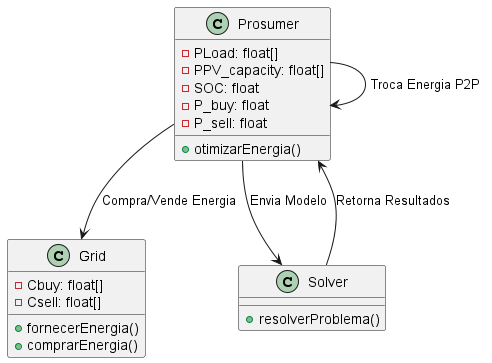 C Prosumer
PLoad: float[]
PPV_capacity: float[]
SOC: float
P_buy: float
P_sell: float
otimizarEnergia()
Troca Energia P2P
Compra/Vende Energia
Envia Modelo
Retorna Resultados
C Grid
Cbuy: float[]
Csell: float[]
fornecerEnergia()
comprarEnergia()
C Solver
resolverProblema()